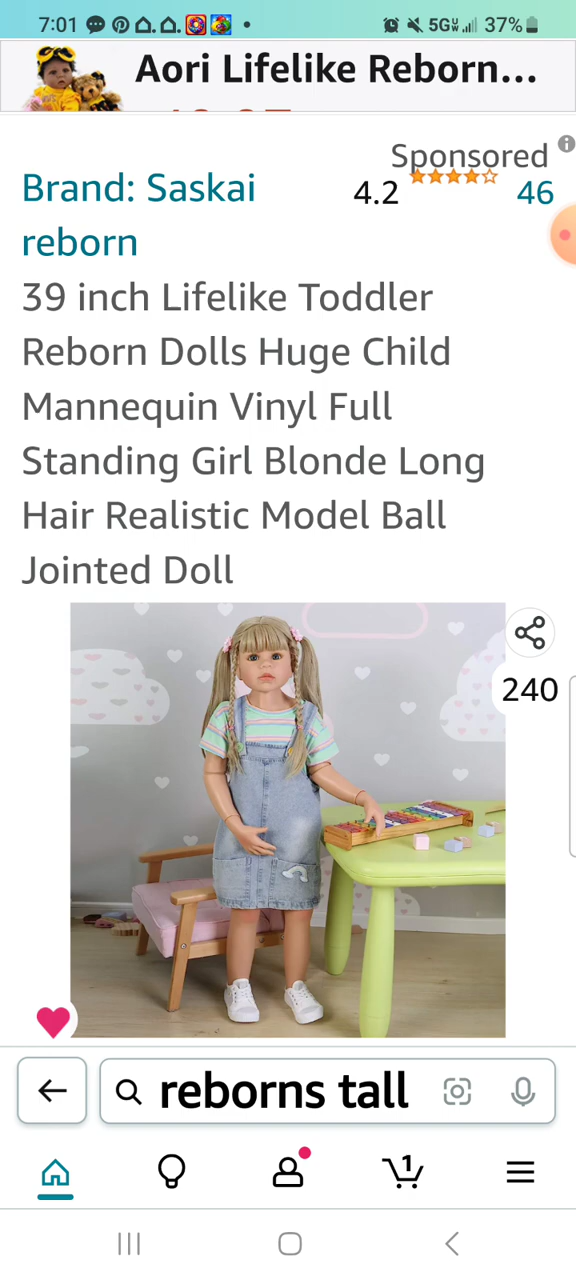 7:01
5G 37%
Aori Lifelike Reborn...
Sponsored
Brand: Saskai
reborn
4.2
46
39 inch Lifelike Toddler
Reborn Dolls Huge Child
Mannequin Vinyl Full
Standing Girl Blonde Long
Hair Realistic Model Ball
Jointed Doll
240
reborns tall
1